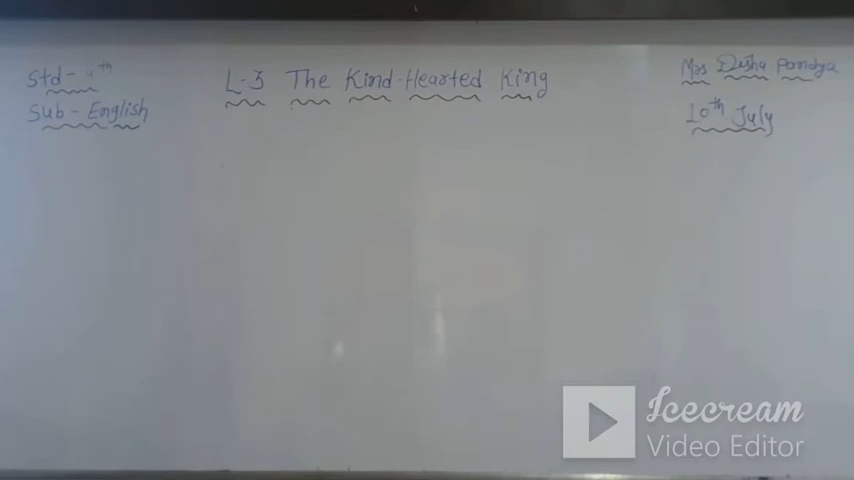 Std- 4th
Sub - English
L-3 The Kind-Hearted King
Mrs Disha Pandya
10th July
Icecream
Video Editor